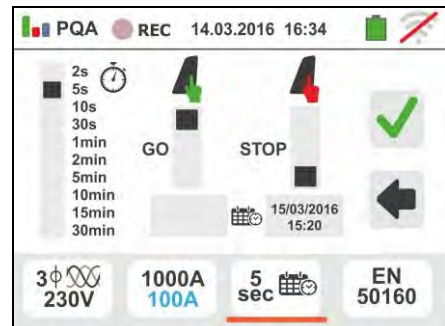 PQA REC 14.03.2016 16:34
2s
5s
10s
30s
1min
2min
5min
10min
15min
30min
GO
STOP
15/03/2016
15:20
3ϕ
230V
1000A
100A
5
sec
EN
50160